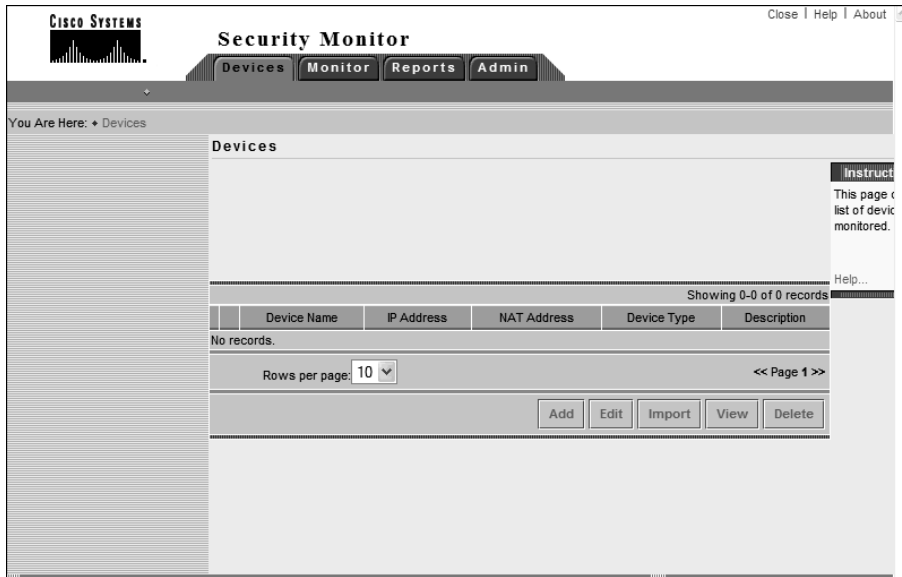 Close | Help | About
CISCO SYSTEMS
Security Monitor
Devices Monitor Reports Admin
You Are Here: Devices
Devices
Instruct
This page
list of devic
monitored.
Help...
Showing 0-0 of 0 records
Device Name IP Address NAT Address Device Type Description
No records.
Rows per page: 10
<< Page 1 >>
Add Edit Import View Delete